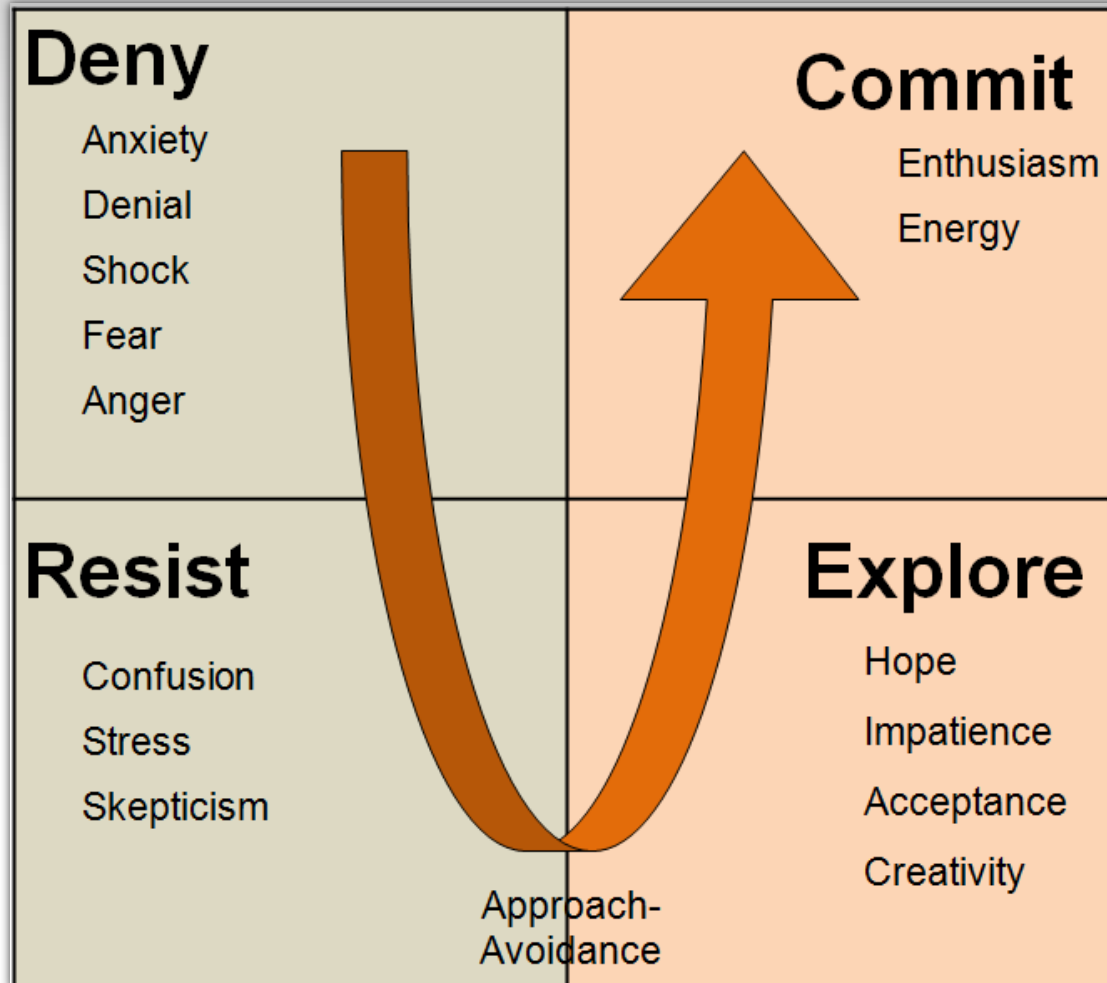 Deny
Anxiety
Denial
Shock
Fear
Anger
Commit
Enthusiasm
Energy
Resist
Confusion
Stress
Skepticism
Explore
Hope
Impatience
Acceptance
Creativity
Approach-
Avoidance